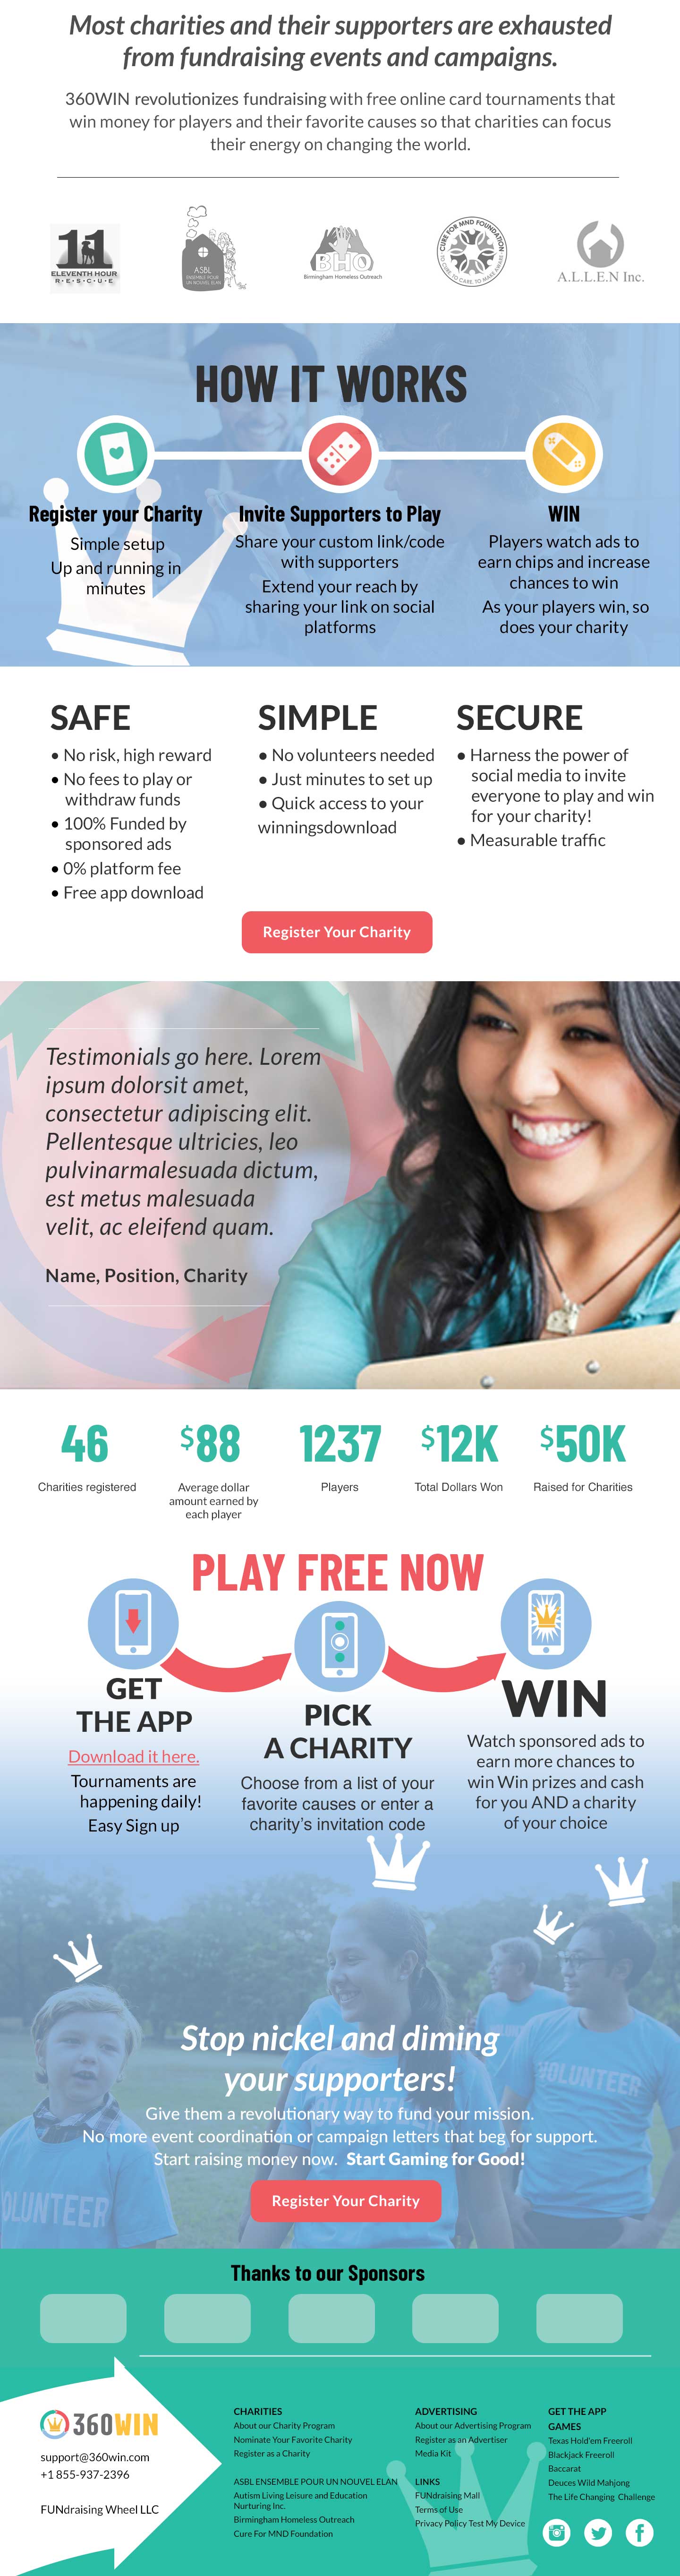 Most charities and their supporters are exhausted
from fundraising events and campaigns.
360WIN revolutionizes fundraising with free online card tournaments that
win money for players and their favorite causes so that charities can focus
their energy on changing the world.
11
ELEVENTH HOUR
R•E•S•C•U•E
ASBL
ENSEMBLE POUR
UN NOUVEL ELAN
BHO
Birmingham Homeless Outreach
CURE FOR MND FOUNDATION
TO CURE. TO CARE. TO MAKE AWARE
A.L.L.E.N Inc.
HOW IT WORKS
Register your Charity
Simple setup
Up and running in
minutes
Invite Supporters to Play
Share your custom link/code
with supporters
Extend your reach by
sharing your link on social
platforms
WIN
Players watch ads to
earn chips and increase
chances to win
As your players win, so
does your charity
SAFE
• No risk, high reward
• No fees to play or
withdraw funds
• 100% Funded by
sponsored ads
• 0% platform fee
• Free app download
SIMPLE
• No volunteers needed
• Just minutes to set up
• Quick access to your
winningsdownload
SECURE
• Harness the power of
social media to invite
everyone to play and win
for your charity!
• Measurable traffic
Register Your Charity
Testimonials go here. Lorem
ipsum dolorsit amet,
consectetur adipiscing elit.
Pellentesque ultricies, leo
pulvinarmalesuada dictum,
est metus malesuada
velit, ac eleifend quam.
Name, Position, Charity
46
Charities registered
$88
Average dollar
amount earned by
each player
1237
Players
$12K
Total Dollars Won
$50K
Raised for Charities
PLAY FREE NOW
GET
THE APP
Download it here.
Tournaments are
happening daily!
Easy Sign up
PICK
A CHARITY
Choose from a list of your
favorite causes or enter a
charity's invitation code
WIN
Watch sponsored ads to
earn more chances to
win Win prizes and cash
for you AND a charity
of your choice
Stop nickel and diming
your supporters!
Give them a revolutionary way to fund your mission.
No more event coordination or campaign letters that beg for support.
Start raising money now. Start Gaming for Good!
VOLUNTEER
OLUNTEER
Register Your Charity
Thanks to our Sponsors
360WIN
support@360win.com
+1 855-937-2396
FUNdraising Wheel LLC
CHARITIES
About our Charity Program
Nominate Your Favorite Charity
Register as a Charity
ASBL ENSEMBLE POUR UN NOUVEL ELAN
Autism Living Leisure and Education
Nurturing Inc.
Birmingham Homeless Outreach
Cure For MND Foundation
ADVERTISING
About our Advertising Program
Register as an Advertiser
Media Kit
LINKS
FUNdraising Mall
Terms of Use
Privacy Policy Test My Device
GET THE APP
GAMES
Texas Hold'em Freeroll
Blackjack Freeroll
Baccarat
Deuces Wild Mahjong
The Life Changing Challenge